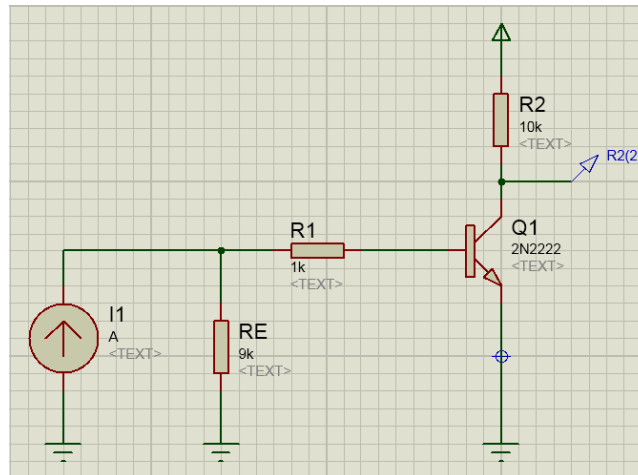 R2
10k
<TEXT>
R2(2
R1
1k
<TEXT>
Q1
2N2222
<TEXT>
I1
A
<TEXT>
RE
9k
<TEXT>